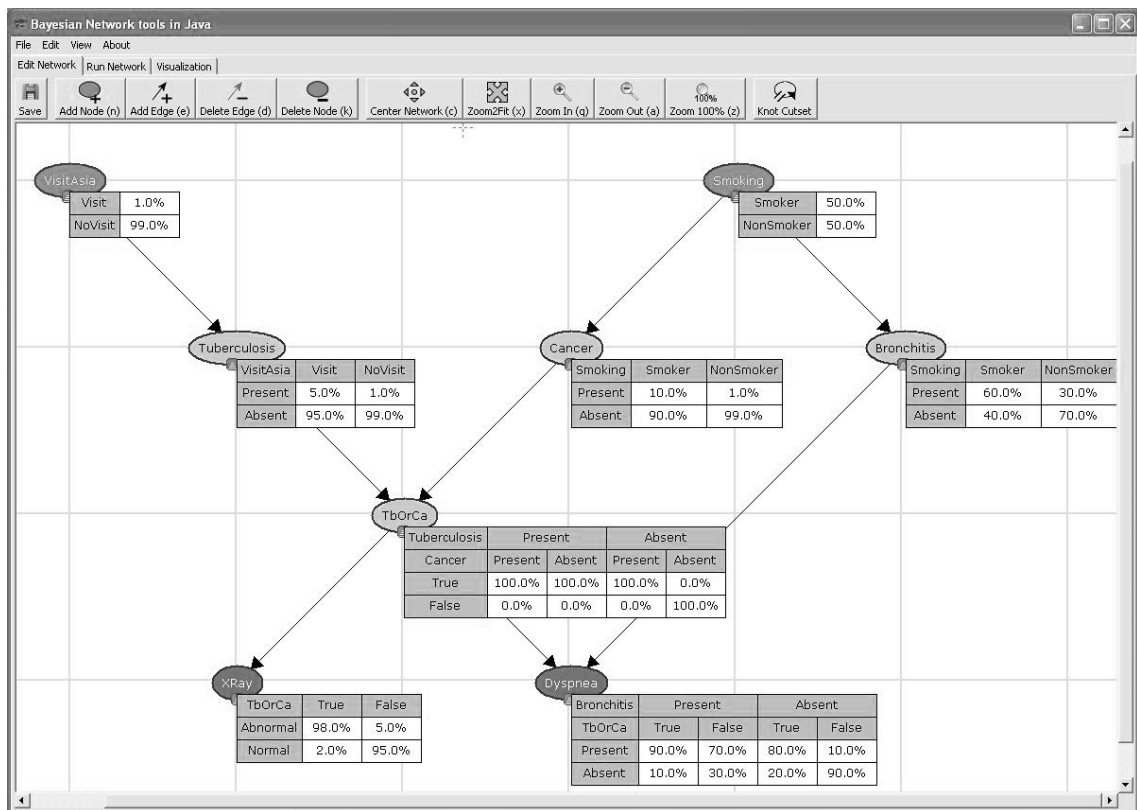 Bayesian Network tools in Java
File Edit View About
Edit Network Run Network Visualization
Save Add Node (n) Add Edge (e) Delete Edge (d) Delete Node (k) Center Network (c) Zoom2Fit (x) Zoom In (q) Zoom Out (a) 100% Zoom 100% (z) Knot Cutset
VisitAsia
Visit 1.0%
NoVisit 99.0%
Smoking
Smoker 50.0%
NonSmoker 50.0%
Tuberculosis
VisitAsia Visit NoVisit
Present 5.0% 1.0%
Absent 95.0% 99.0%
Cancer
Smoking Smoker NonSmoker
Present 10.0% 1.0%
Absent 90.0% 99.0%
Bronchitis
Smoking Smoker NonSmoker
Present 60.0% 30.0%
Absent 40.0% 70.0%
TbOrCa
Tuberculosis Present Absent
Cancer Present Absent Present Absent
True 100.0% 100.0% 100.0% 0.0%
False 0.0% 0.0% 0.0% 100.0%
XRay
TbOrCa True False
Abnormal 98.0% 5.0%
Normal 2.0% 95.0%
Dyspnea
Bronchitis Present Absent
TbOrCa True False True False
Present 90.0% 70.0% 80.0% 10.0%
Absent 10.0% 30.0% 20.0% 90.0%